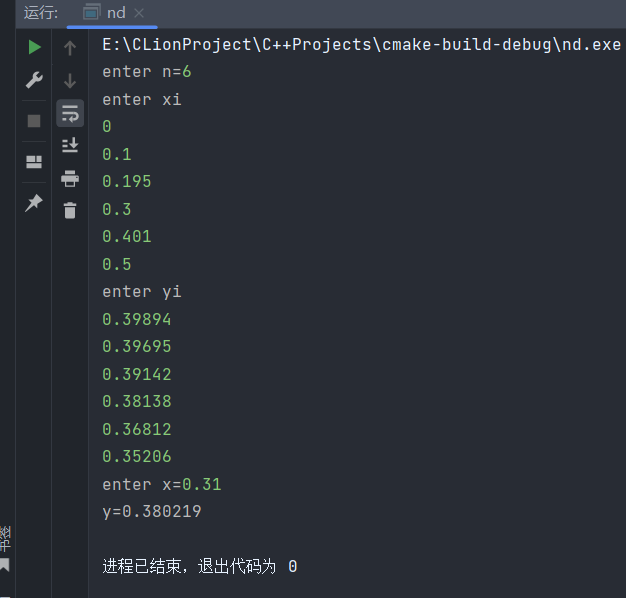 运行: nd
E:\CLionProject\C++Projects\cmake-build-debug\nd.exe
enter n=6
enter xi
0
0.1
0.195
0.3
0.401
0.5
enter yi
0.39894
0.39695
0.39142
0.38138
0.36812
0.35206
enter x=0.31
y=0.380219
进程已结束，退出代码为 0